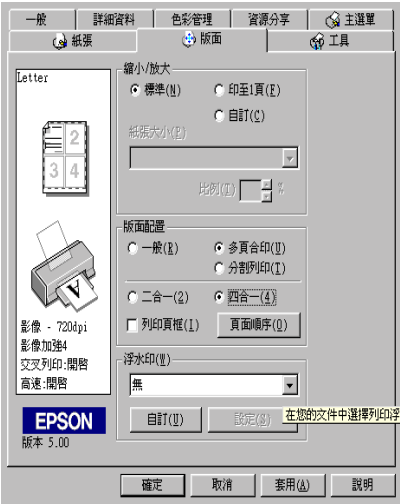 一般 詳細資料 色彩管理 資源分享 主選單
紙張 版面 工具
Letter
2
3 4
影像 - 720dpi
影像加強4
交叉列印:開啓
高速:開啓
EPSON
版本 5.00
縮小/放大
標準(N) 印至1頁(F)
自訂(C)
紙張大小(P)
比例(T) %
版面配置
一般(R) 多頁合印(U)
分割列印(T)
二合一(2) 四合一(4)
列印頁框(I) 頁面順序(O)
浮水印(W)
無
自訂(U) 設定(S)
在您的文件中選擇列印浮
確定 取消 套用(A) 說明